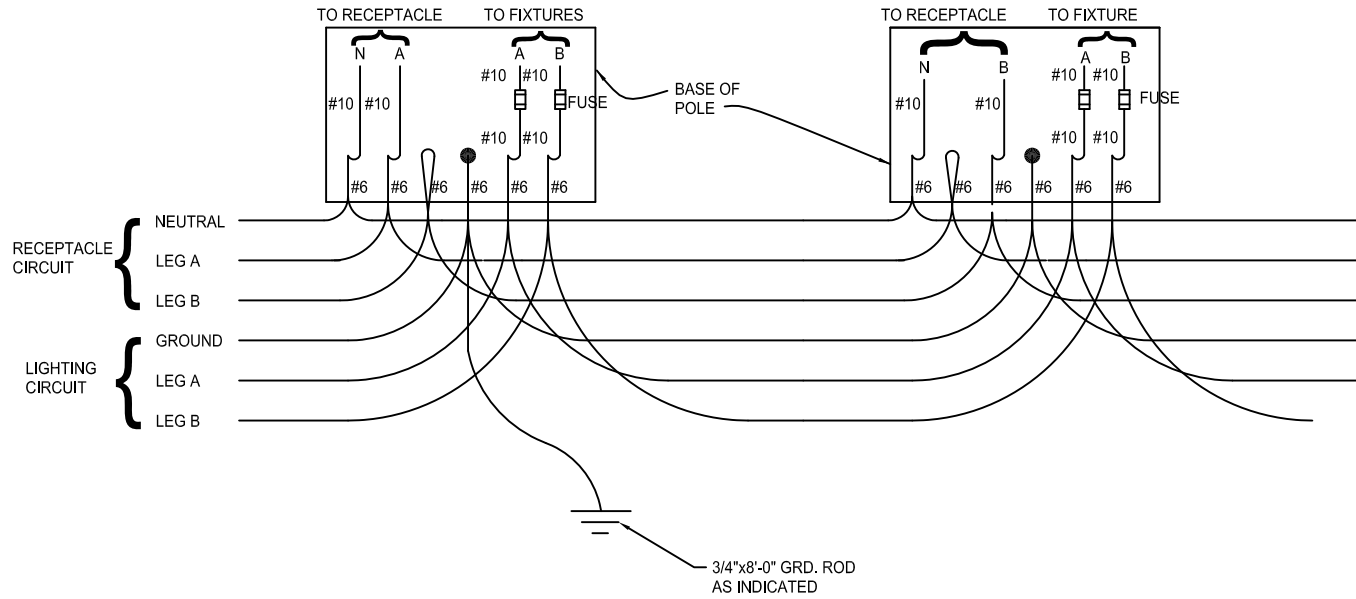 TO RECEPTACLE TO FIXTURES TO RECEPTACLE TO FIXTURE
N A A B N B A B
#10 #10 #10 #10
#10 #10 FUSE BASE OF POLE #10 #10 FUSE
#10 #10 #10 #10
#6 #6 #6 #6 #6 #6 #6 #6 #6 #6 #6 #6
RECEPTACLE
CIRCUIT
NEUTRAL
LEG A
LEG B
LIGHTING
CIRCUIT
GROUND
LEG A
LEG B
3/4"x8'-0" GRD. ROD
AS INDICATED